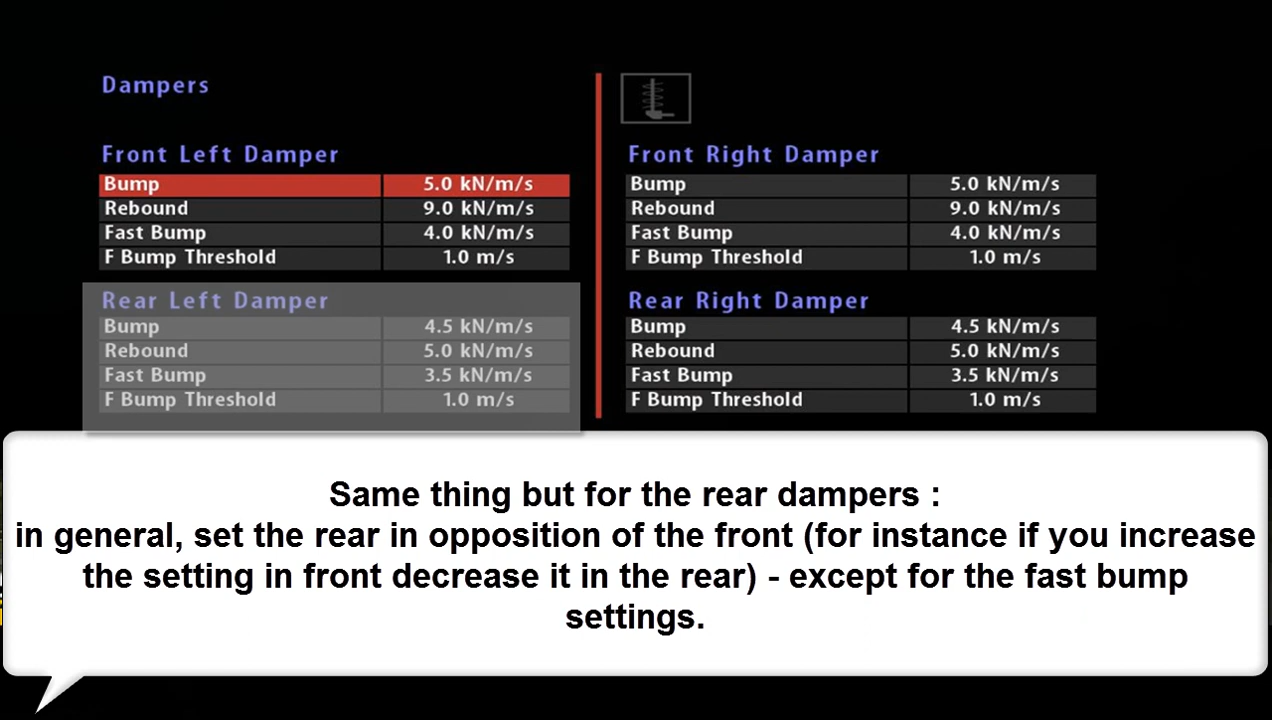 Dampers
Front Left Damper
Bump 5.0 kN/m/s
Rebound 9.0 kN/m/s
Fast Bump 4.0 kN/m/s
F Bump Threshold 1.0 m/s
Rear Left Damper
Bump 4.5 kN/m/s
Rebound 5.0 kN/m/s
Fast Bump 3.5 kN/m/s
F Bump Threshold 1.0 m/s
Front Right Damper
Bump 5.0 kN/m/s
Rebound 9.0 kN/m/s
Fast Bump 4.0 kN/m/s
F Bump Threshold 1.0 m/s
Rear Right Damper
Bump 4.5 kN/m/s
Rebound 5.0 kN/m/s
Fast Bump 3.5 kN/m/s
F Bump Threshold 1.0 m/s
Same thing but for the rear dampers :
in general, set the rear in opposition of the front (for instance if you increase
the setting in front decrease it in the rear) - except for the fast bump
settings.